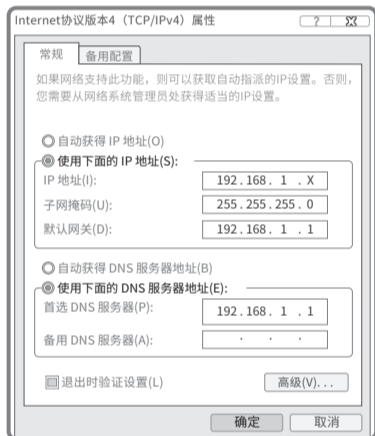 Internet协议版本4（TCP/IPv4）属性
? X
常规 备用配置
如果网络支持此功能，则可以获取自动指派的IP设置。否则，
您需要从网络系统管理员处获得适当的IP设置。
自动获得 IP 地址(O)
使用下面的 IP 地址(S):
IP 地址(I): 192.168. 1 . X
子网掩码(U): 255.255.255. 0
默认网关(D): 192.168. 1 . 1
自动获得 DNS 服务器地址(B)
使用下面的 DNS 服务器地址(E):
首选 DNS 服务器(P): 192.168. 1 . 1
备用 DNS 服务器(A): . . .
退出时验证设置(L) 高级(V)...
确定 取消